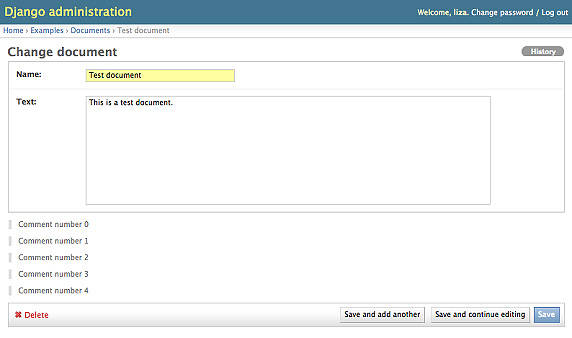 Django administration
Welcome, liza. Change password / Log out
Home › Examples › Documents › Test document
Change document
History
Name: Test document
Text: This is a test document.
Comment number 0
Comment number 1
Comment number 2
Comment number 3
Comment number 4
Delete
Save and add another
Save and continue editing
Save